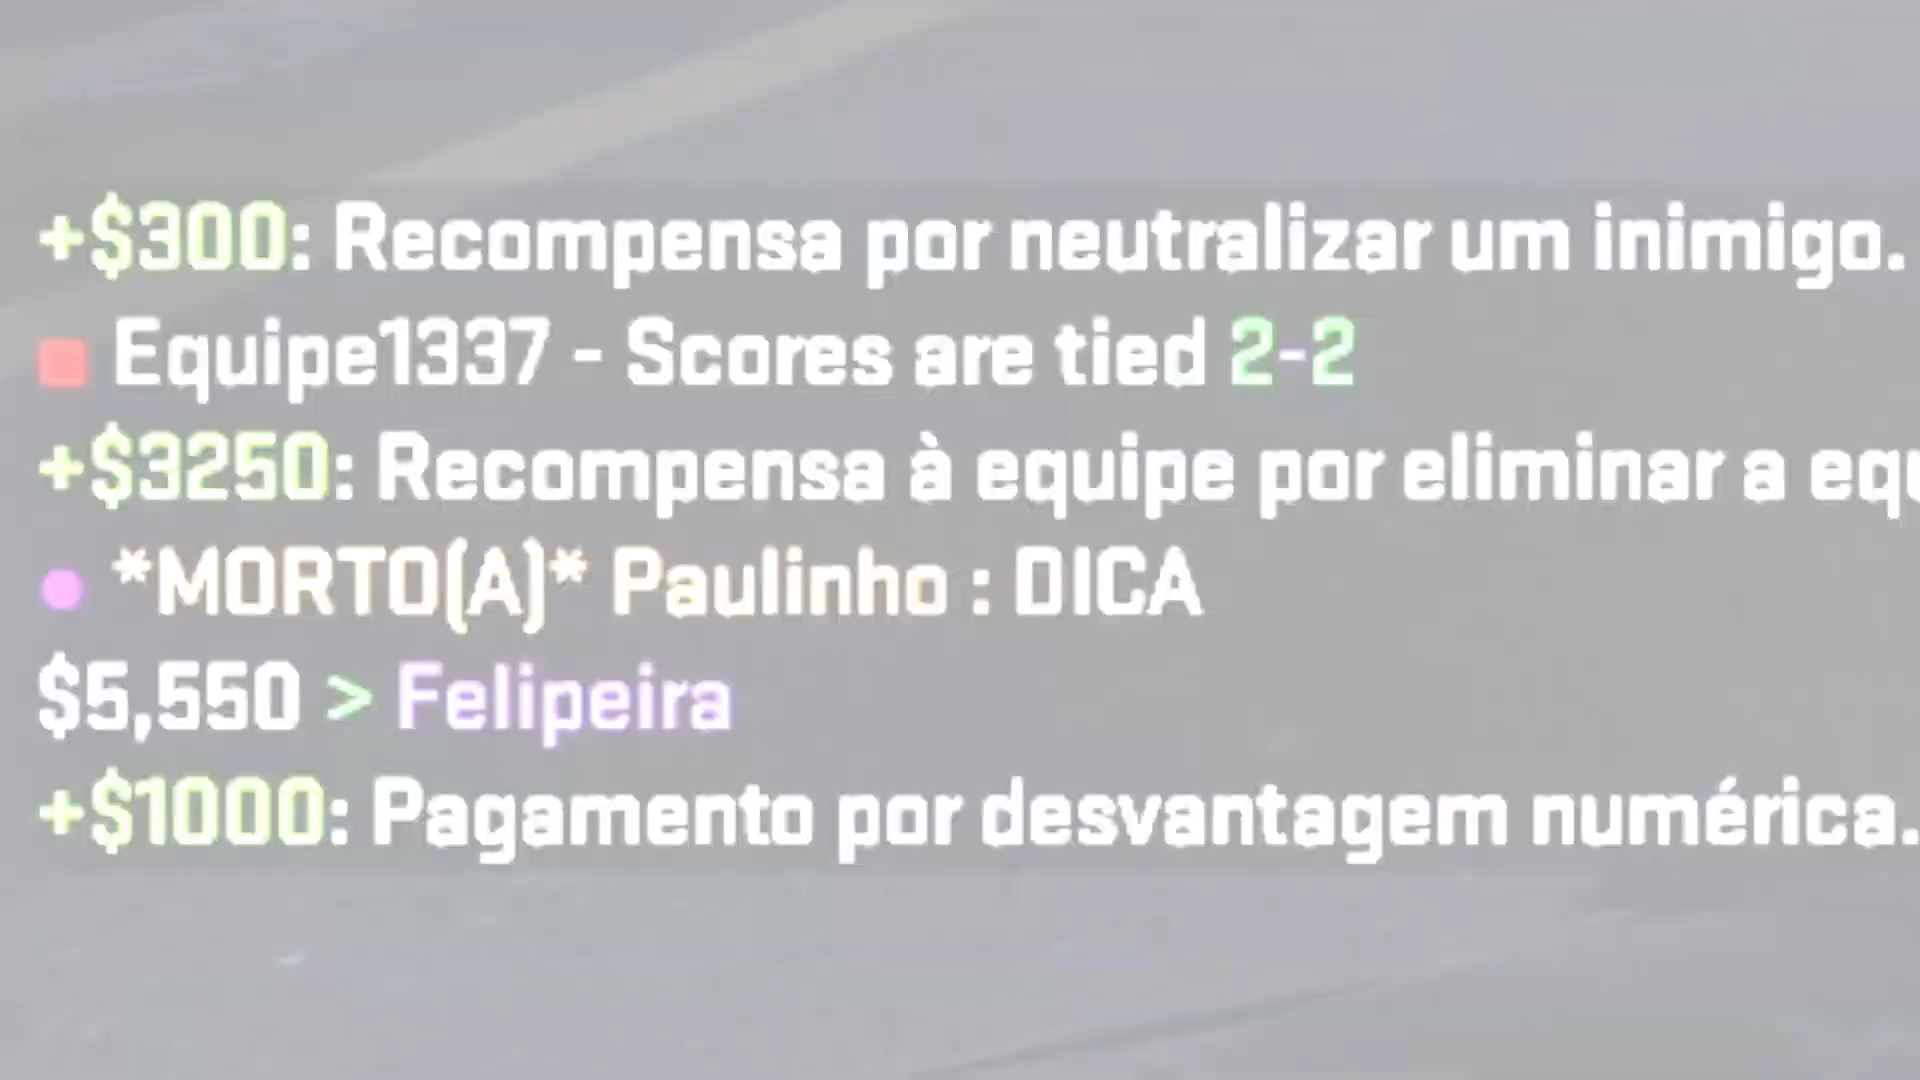 +$300: Recompensa por neutralizar um inimigo.
Equipe1337 - Scores are tied 2-2
+$3250: Recompensa à equipe por eliminar a
*MORTO(A)* Paulinho : DICA
$5,550 > Felipeira
+$1000: Pagamento por desvantagem numérica.